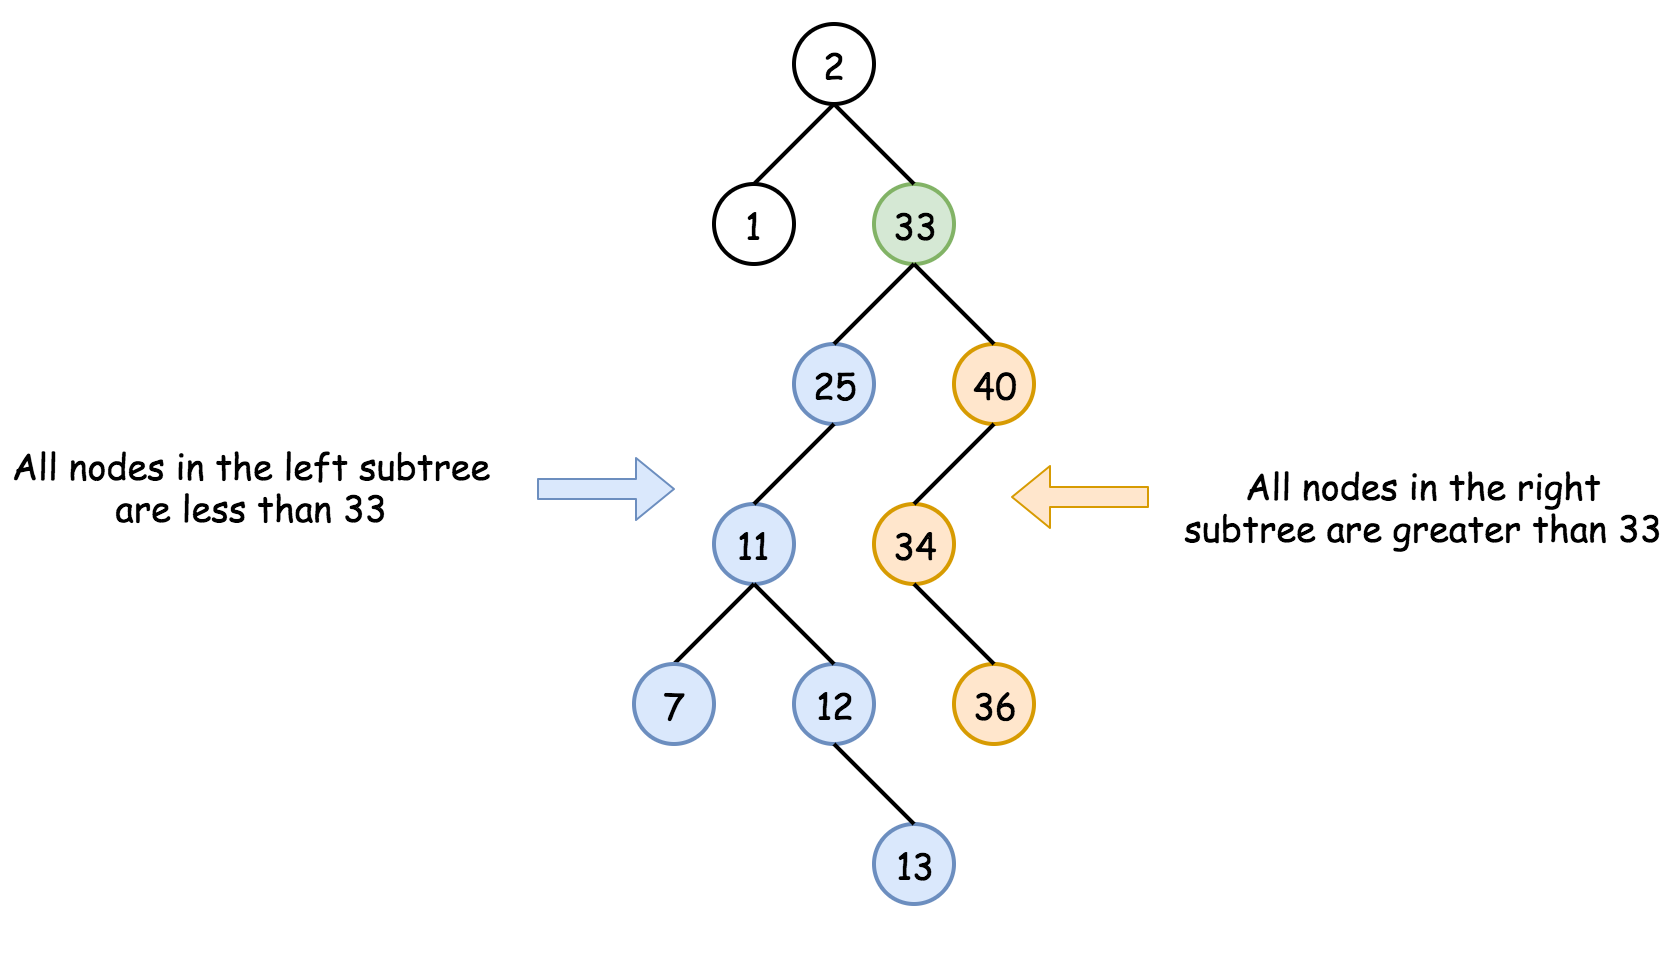 2
1
33
25
40
All nodes in the left subtree
are less than 33
All nodes in the right
subtree are greater than 33
11
34
7
12
36
13